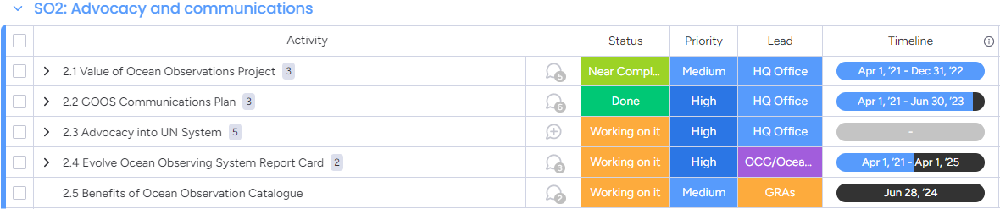 SO2: Advocacy and communications
Activity Status Priority Lead Timeline
2.1 Value of Ocean Observations Project 3 5 Near Compl... Medium HQ Office Apr 1, '21 - Dec 31, '22
2.2 GOOS Communications Plan 3 6 Done High HQ Office Apr 1, '21 - Jun 30, '23
2.3 Advocacy into UN System 5 Working on it High HQ Office -
2.4 Evolve Ocean Observing System Report Card 2 3 Working on it High OCG/Ocea... Apr 1, '21 - Apr 1, '25
2.5 Benefits of Ocean Observation Catalogue 2 Working on it Medium GRAs Jun 28, '24